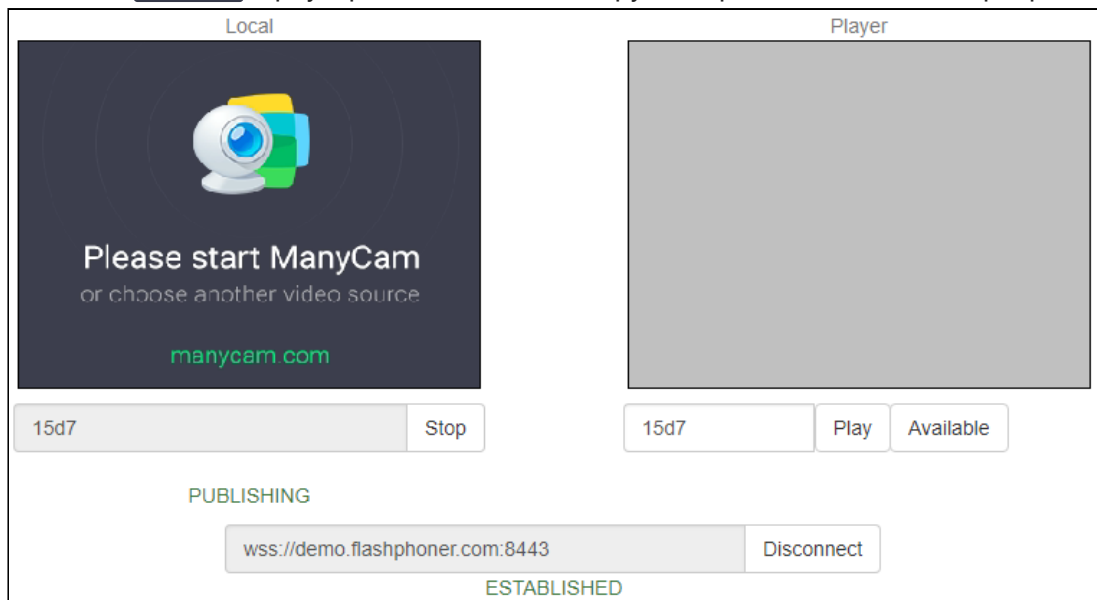 Local
Player
Please start ManyCam
or choose another video source
manycam.com
15d7
Stop
15d7
Play
Available
PUBLISHING
wss://demo.flashphoner.com:8443
Disconnect
ESTABLISHED